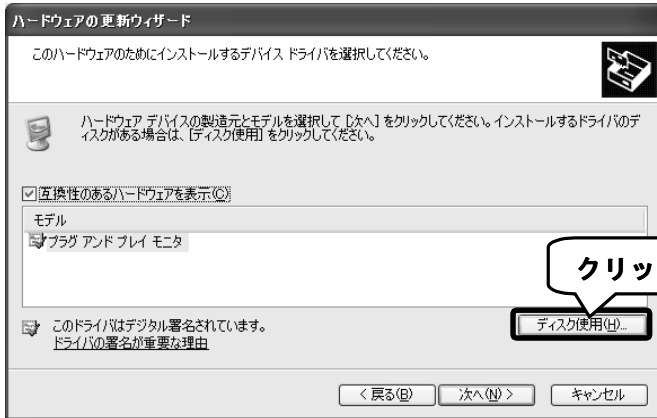 ハードウェアの更新ウィザード
このハードウェアのためにインストールするデバイス ドライバを選択してください。
ハードウェア デバイスの製造元とモデルを選択して [次へ] をクリックしてください。インストールするドライバのデ
ィスクがある場合は、[ディスク使用] をクリックしてください。
互換性のあるハードウェアを表示(C)
モデル
プラグ アンド プレイ モニタ
クリッ
このドライバはデジタル署名されています。
ディスク使用(H)...
ドライバの署名が重要な理由
< 戻る(B) 次へ(N) > キャンセル